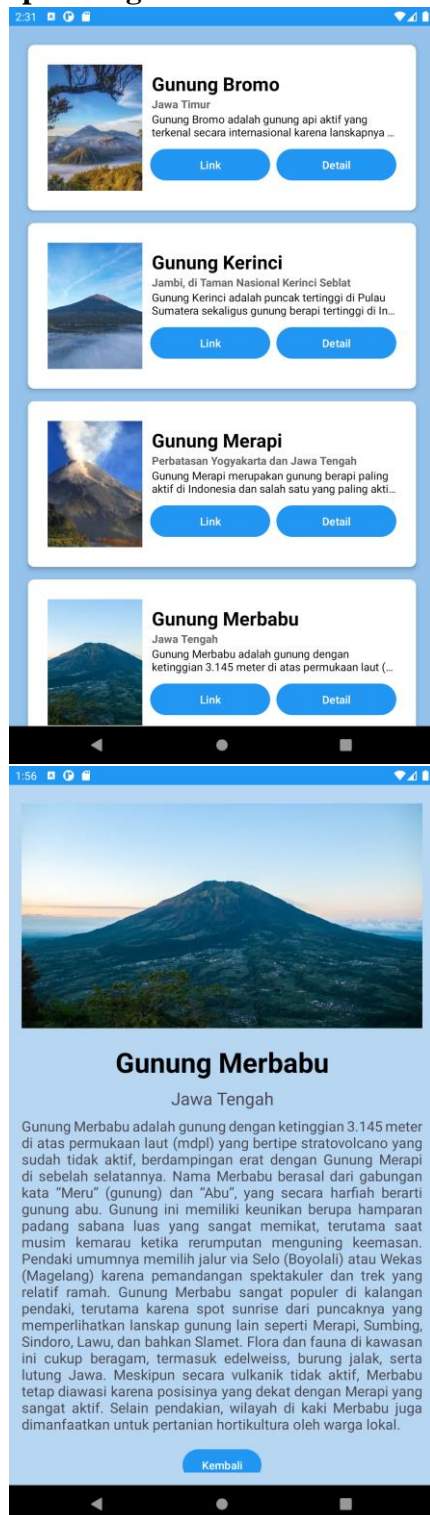 2:31
Gunung Bromo
Jawa Timur
Gunung Bromo adalah gunung api aktif yang
terkenal secara internasional karena lanskapnya ...
Link Detail
Gunung Kerinci
Jambi, di Taman Nasional Kerinci Seblat
Gunung Kerinci adalah puncak tertinggi di Pulau
Sumatera sekaligus gunung berapi tertinggi di In...
Link Detail
Gunung Merapi
Perbatasan Yogyakarta dan Jawa Tengah
Gunung Merapi merupakan gunung berapi paling
aktif di Indonesia dan salah satu yang paling akti...
Link Detail
Gunung Merbabu
Jawa Tengah
Gunung Merbabu adalah gunung dengan
ketinggian 3.145 meter di atas permukaan laut (...
Link Detail
1:56
Gunung Merbabu
Jawa Tengah
Gunung Merbabu adalah gunung dengan ketinggian 3.145 meter
di atas permukaan laut (mdpl) yang bertipe stratovolcano yang
sudah tidak aktif, berdampingan erat dengan Gunung Merapi
di sebelah selatannya. Nama Merbabu berasal dari gabungan
kata “Meru” (gunung) dan “Abu”, yang secara harfiah berarti
gunung abu. Gunung ini memiliki keunikan berupa hamparan
padang sabana luas yang sangat memikat, terutama saat
musim kemarau ketika rerumputan menguning keemasan.
Pendaki umumnya memilih jalur via Selo (Boyolali) atau Wekas
(Magelang) karena pemandangan spektakuler dan trek yang
relatif ramah. Gunung Merbabu sangat populer di kalangan
pendaki, terutama karena spot sunrise dari puncaknya yang
memperlihatkan lanskap gunung lain seperti Merapi, Sumbing,
Sindoro, Lawu, dan bahkan Slamet. Flora dan fauna di kawasan
ini cukup beragam, termasuk edelweiss, burung jalak, serta
lutung Jawa. Meskipun secara vulkanik tidak aktif, Merbabu
tetap diawasi karena posisinya yang dekat dengan Merapi yang
sangat aktif. Selain pendakian, wilayah di kaki Merbabu juga
dimanfaatkan untuk pertanian hortikultura oleh warga lokal.
Kembali